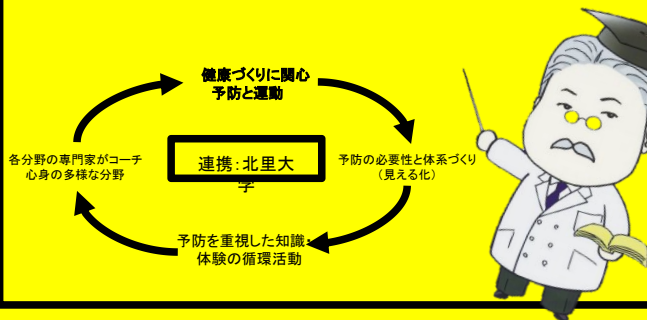 健康づくりに関心
予防と運動
各分野の専門家がコーチ
心身の多様な分野
連携：北里大
学
予防の必要性と体系づくり
（見える化）
予防を重視した知識・
体験の循環活動